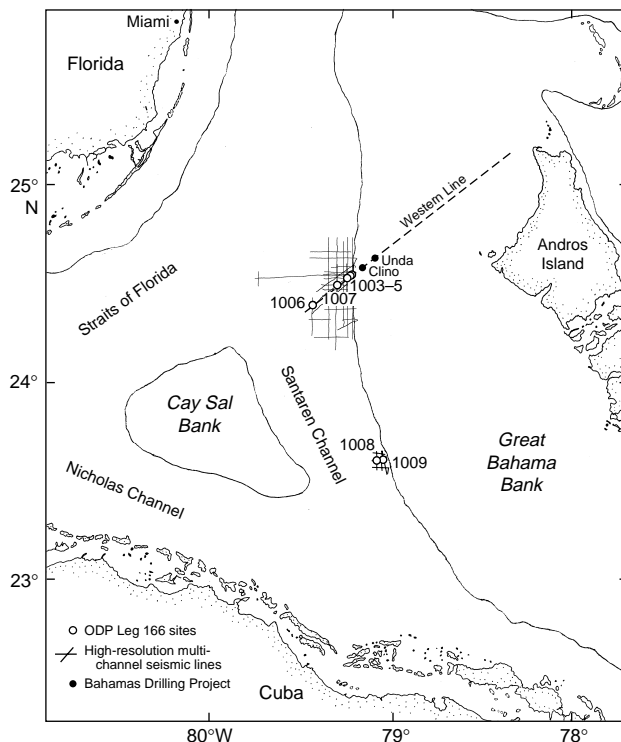 Miami
Florida
25°
N
Western Line
Andros
Island
Unda
Clino
1003–5
1007
1006
Straits of Florida
24°
Cay Sal
Bank
Santaren Channel
1008
1009
Great
Bahama
Bank
Nicholas Channel
23°
ODP Leg 166 sites
High-resolution multi-
channel seismic lines
Bahamas Drilling Project
Cuba
80°W
79°
78°